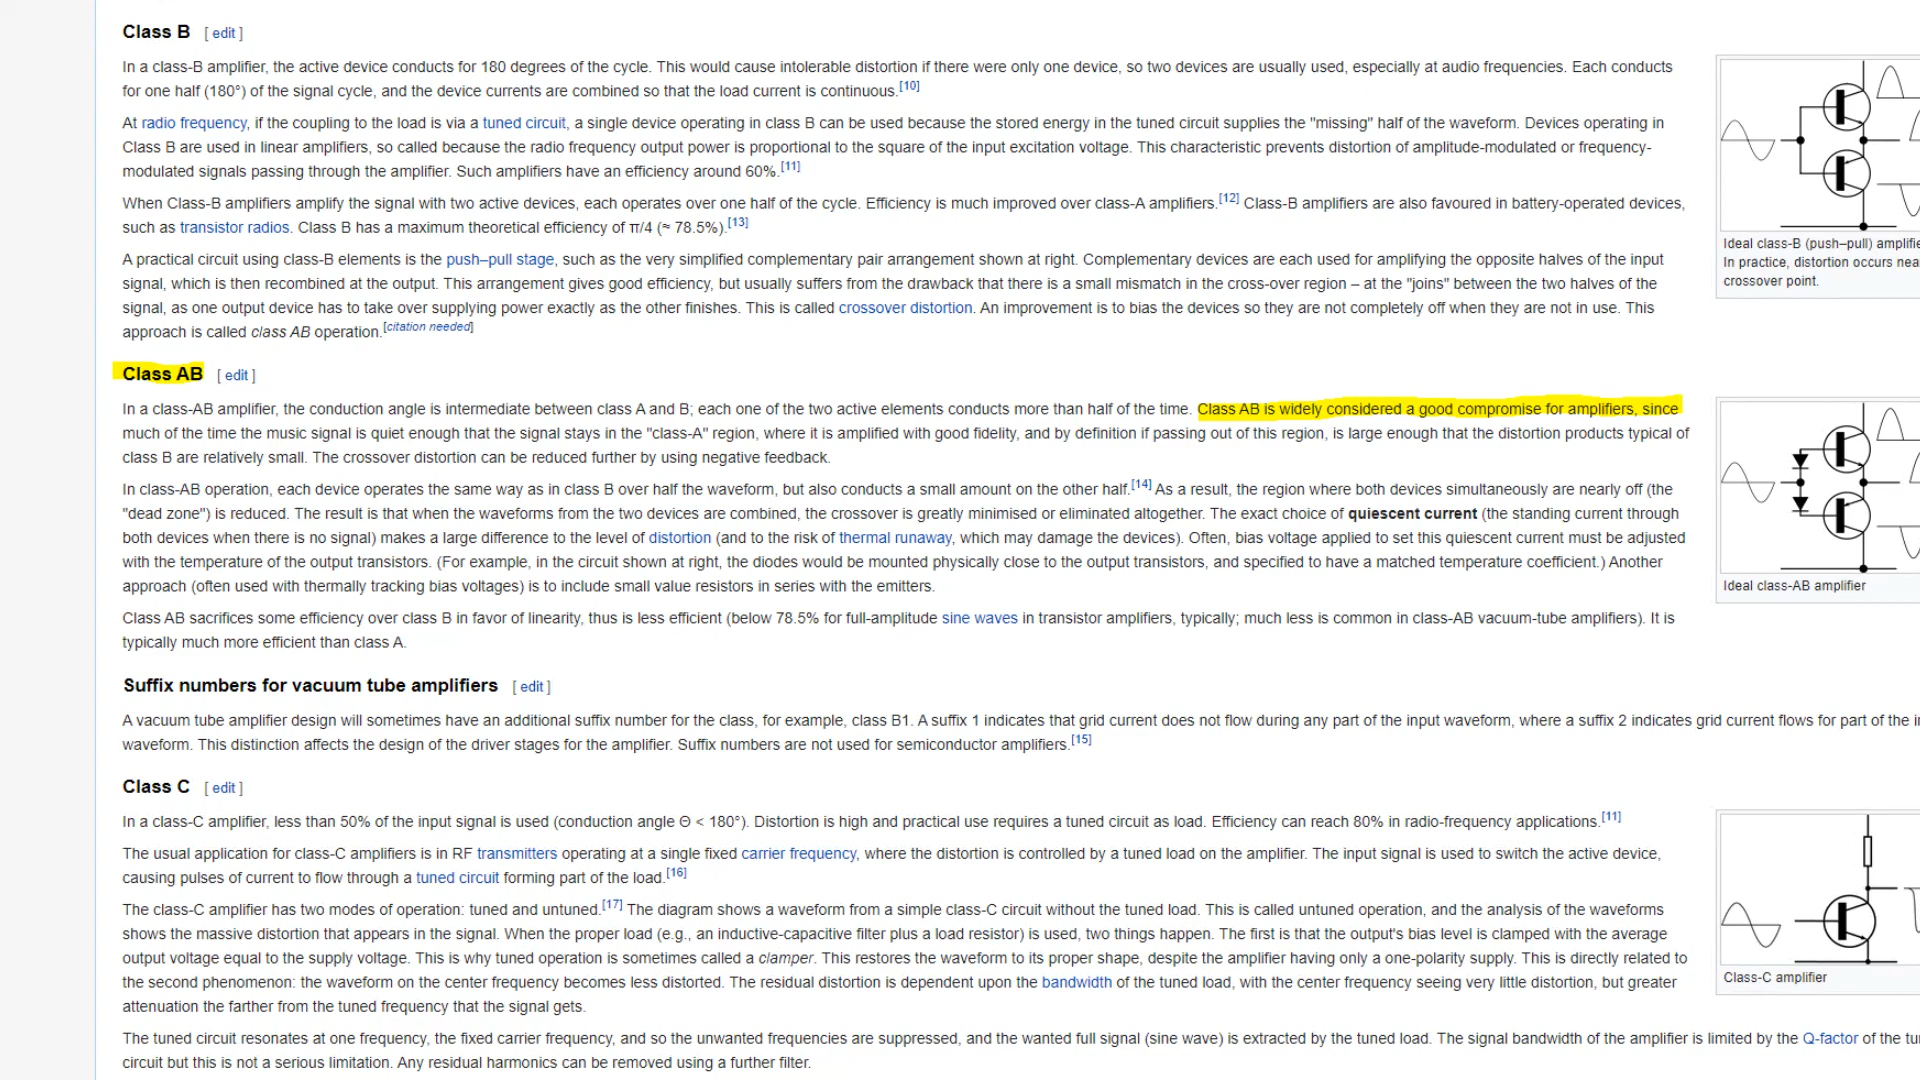 Class B [ edit ]
In a class-B amplifier, the active device conducts for 180 degrees of the cycle. This would cause intolerable distortion if there were only one device, so two devices are usually used, especially at audio frequencies. Each conducts
for one half (180°) of the signal cycle, and the device currents are combined so that the load current is continuous.[10]
At radio frequency, if the coupling to the load is via a tuned circuit, a single device operating in class B can be used because the stored energy in the tuned circuit supplies the "missing" half of the waveform. Devices operating in
Class B are used in linear amplifiers, so called because the radio frequency output power is proportional to the square of the input excitation voltage. This characteristic prevents distortion of amplitude-modulated or frequency-
modulated signals passing through the amplifier. Such amplifiers have an efficiency around 60%.[11]
When Class-B amplifiers amplify the signal with two active devices, each operates over one half of the cycle. Efficiency is much improved over class-A amplifiers.[12] Class-B amplifiers are also favoured in battery-operated devices,
such as transistor radios. Class B has a maximum theoretical efficiency of π/4 (≈ 78.5%).[13]
A practical circuit using class-B elements is the push–pull stage, such as the very simplified complementary pair arrangement shown at right. Complementary devices are each used for amplifying the opposite halves of the input
signal, which is then recombined at the output. This arrangement gives good efficiency, but usually suffers from the drawback that there is a small mismatch in the cross-over region – at the "joins" between the two halves of the
signal, as one output device has to take over supplying power exactly as the other finishes. This is called crossover distortion. An improvement is to bias the devices so they are not completely off when they are not in use. This
approach is called class AB operation.[citation needed]
Ideal class-B (push–pull) amplifie
In practice, distortion occurs nea
crossover point.
Class AB [ edit ]
In a class-AB amplifier, the conduction angle is intermediate between class A and B; each one of the two active elements conducts more than half of the time. Class AB is widely considered a good compromise for amplifiers, since
much of the time the music signal is quiet enough that the signal stays in the "class-A" region, where it is amplified with good fidelity, and by definition if passing out of this region, is large enough that the distortion products typical of
class B are relatively small. The crossover distortion can be reduced further by using negative feedback.
In class-AB operation, each device operates the same way as in class B over half the waveform, but also conducts a small amount on the other half.[14] As a result, the region where both devices simultaneously are nearly off (the
"dead zone") is reduced. The result is that when the waveforms from the two devices are combined, the crossover is greatly minimised or eliminated altogether. The exact choice of quiescent current (the standing current through
both devices when there is no signal) makes a large difference to the level of distortion (and to the risk of thermal runaway, which may damage the devices). Often, bias voltage applied to set this quiescent current must be adjusted
with the temperature of the output transistors. (For example, in the circuit shown at right, the diodes would be mounted physically close to the output transistors, and specified to have a matched temperature coefficient.) Another
approach (often used with thermally tracking bias voltages) is to include small value resistors in series with the emitters.
Class AB sacrifices some efficiency over class B in favor of linearity, thus is less efficient (below 78.5% for full-amplitude sine waves in transistor amplifiers, typically; much less is common in class-AB vacuum-tube amplifiers). It is
typically much more efficient than class A.
Ideal class-AB amplifier
Suffix numbers for vacuum tube amplifiers [ edit ]
A vacuum tube amplifier design will sometimes have an additional suffix number for the class, for example, class B1. A suffix 1 indicates that grid current does not flow during any part of the input waveform, where a suffix 2 indicates grid current flows for part of the i
waveform. This distinction affects the design of the driver stages for the amplifier. Suffix numbers are not used for semiconductor amplifiers.[15]
Class C [ edit ]
In a class-C amplifier, less than 50% of the input signal is used (conduction angle Θ < 180°). Distortion is high and practical use requires a tuned circuit as load. Efficiency can reach 80% in radio-frequency applications.[11]
The usual application for class-C amplifiers is in RF transmitters operating at a single fixed carrier frequency, where the distortion is controlled by a tuned load on the amplifier. The input signal is used to switch the active device,
causing pulses of current to flow through a tuned circuit forming part of the load.[16]
The class-C amplifier has two modes of operation: tuned and untuned.[17] The diagram shows a waveform from a simple class-C circuit without the tuned load. This is called untuned operation, and the analysis of the waveforms
shows the massive distortion that appears in the signal. When the proper load (e.g., an inductive-capacitive filter plus a load resistor) is used, two things happen. The first is that the output's bias level is clamped with the average
output voltage equal to the supply voltage. This is why tuned operation is sometimes called a clamper. This restores the waveform to its proper shape, despite the amplifier having only a one-polarity supply. This is directly related to
the second phenomenon: the waveform on the center frequency becomes less distorted. The residual distortion is dependent upon the bandwidth of the tuned load, with the center frequency seeing very little distortion, but greater
attenuation the farther from the tuned frequency that the signal gets.
Class-C amplifier
The tuned circuit resonates at one frequency, the fixed carrier frequency, and so the unwanted frequencies are suppressed, and the wanted full signal (sine wave) is extracted by the tuned load. The signal bandwidth of the amplifier is limited by the Q-factor of the tu
circuit but this is not a serious limitation. Any residual harmonics can be removed using a further filter.